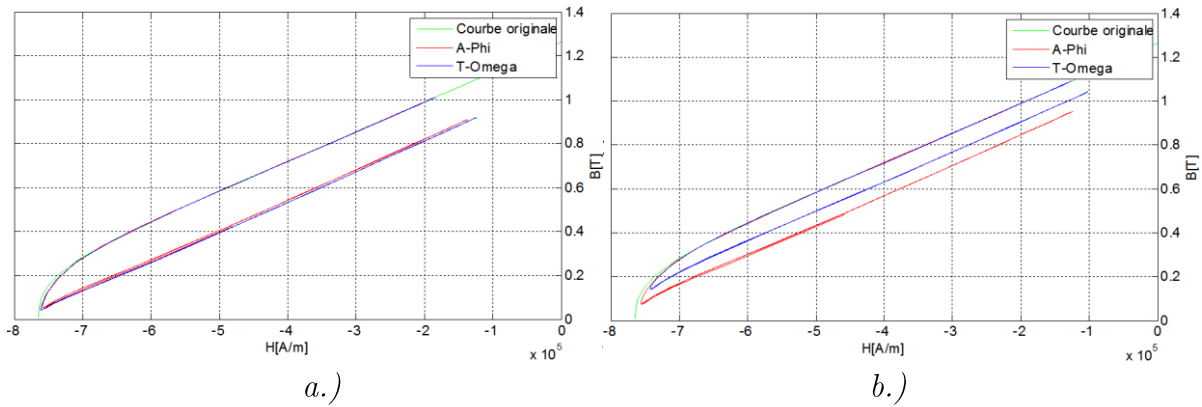 1.4
1.2
1
0.8
0.6
0.4
0.2
0
B[T]
-8 -7 -6 -5 -4 -3 -2 -1 0
H[A/m]
x 10^5
Courbe originale
A-Phi
T-Omega
a.)
1.4
1.2
1
0.8
0.6
0.4
0.2
0
B[T]
-8 -7 -6 -5 -4 -3 -2 -1 0
H[A/m]
x 10^5
Courbe originale
A-Phi
T-Omega
b.)